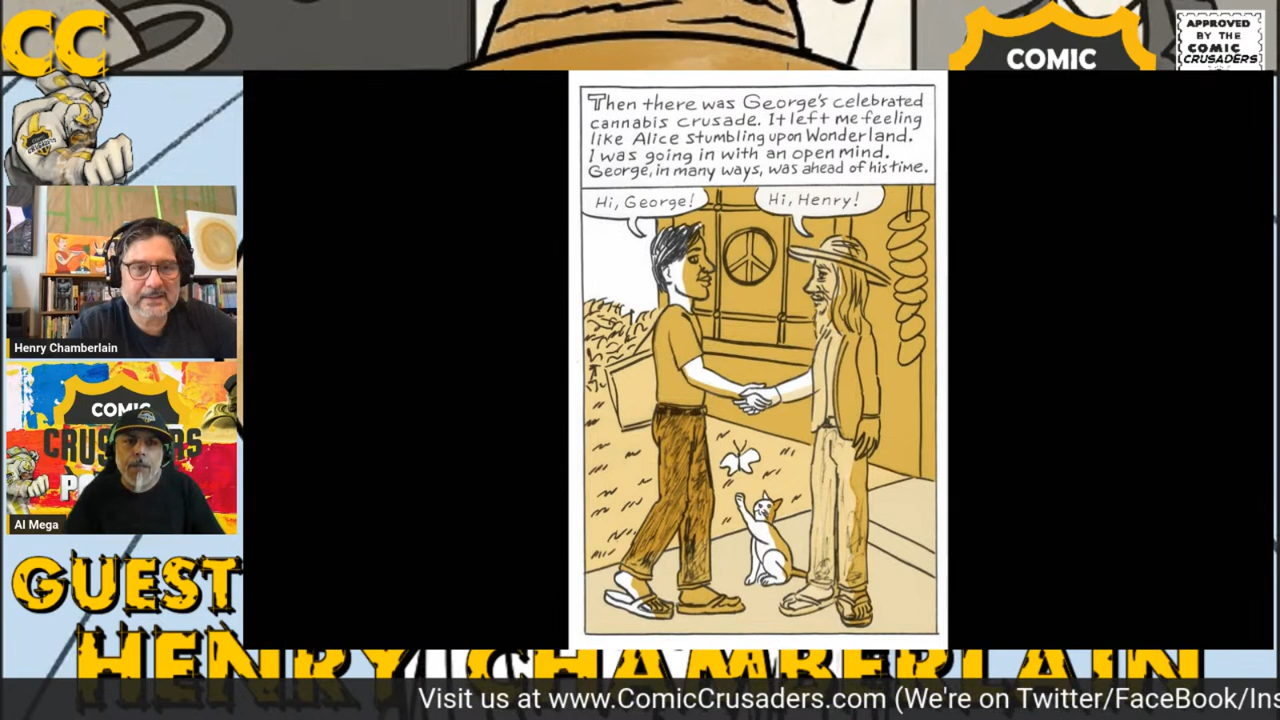 CC
COMIC
APPROVED
BY THE
COMIC
CRUSADERS
Then there was George's celebrated
cannabis crusade. It left me feeling
like Alice stumbling upon Wonderland.
I was going in with an open mind.
George, in many ways, was ahead of his time.
Hi, George!
Hi, Henry!
Henry Chamberlain
COMIC
CRUSADERS
PO
Al Mega
GUEST
HENRY CHAMBERLAIN
Visit us at www.ComicCrusaders.com (We're on Twitter/FaceBook/Ins